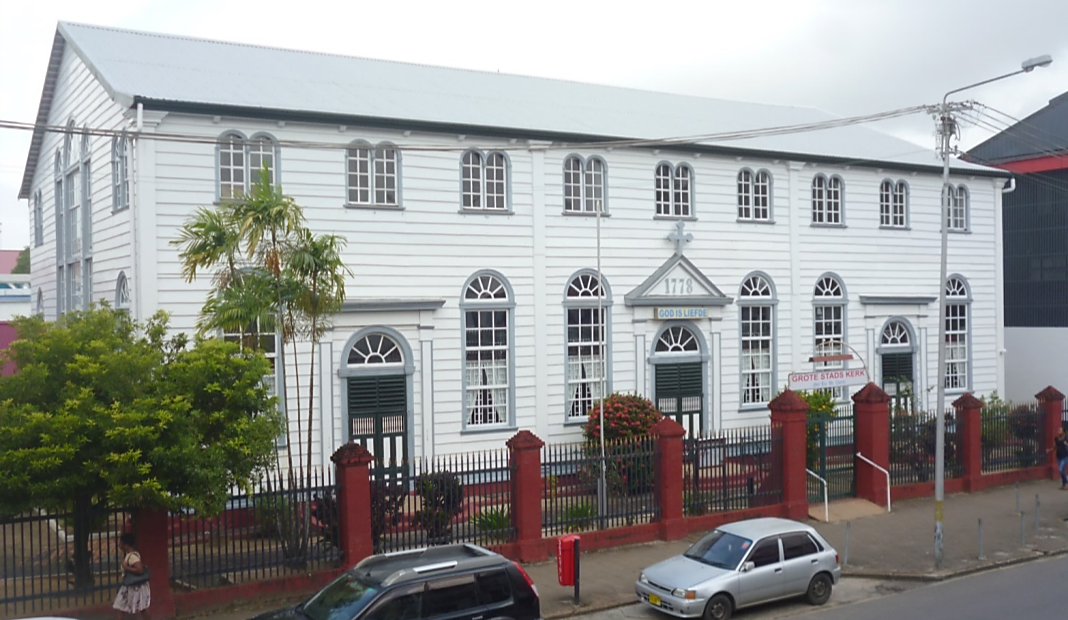 1778
GOD IS LIEFDE
GROTE STADS KERK